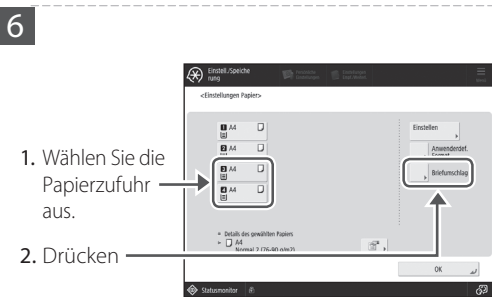 6
Einstell./Speiche
rung
<Einstellungen Papier>
1 A4
2 A4
3 A4
4 A4
Einstellen
Anwenderdef.
Format
Briefumschlag
1. Wählen Sie die
Papierzufuhr
aus.
2. Drücken
Details des gewählten Papiers
A4
Normal 2 (76-90 g/m2)
OK
Statusmonitor